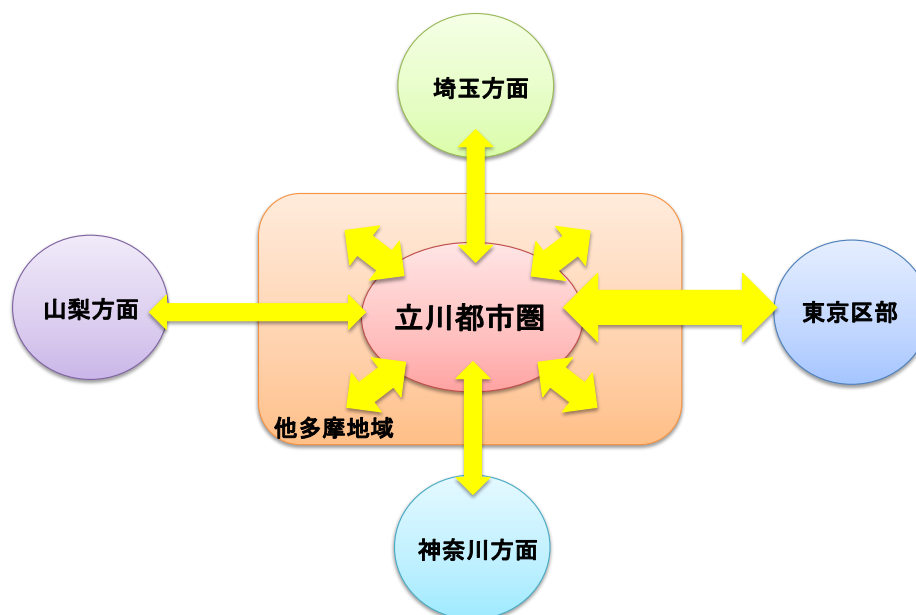 埼玉方面
山梨方面
立川都市圏
東京区部
他多摩地域
神奈川方面